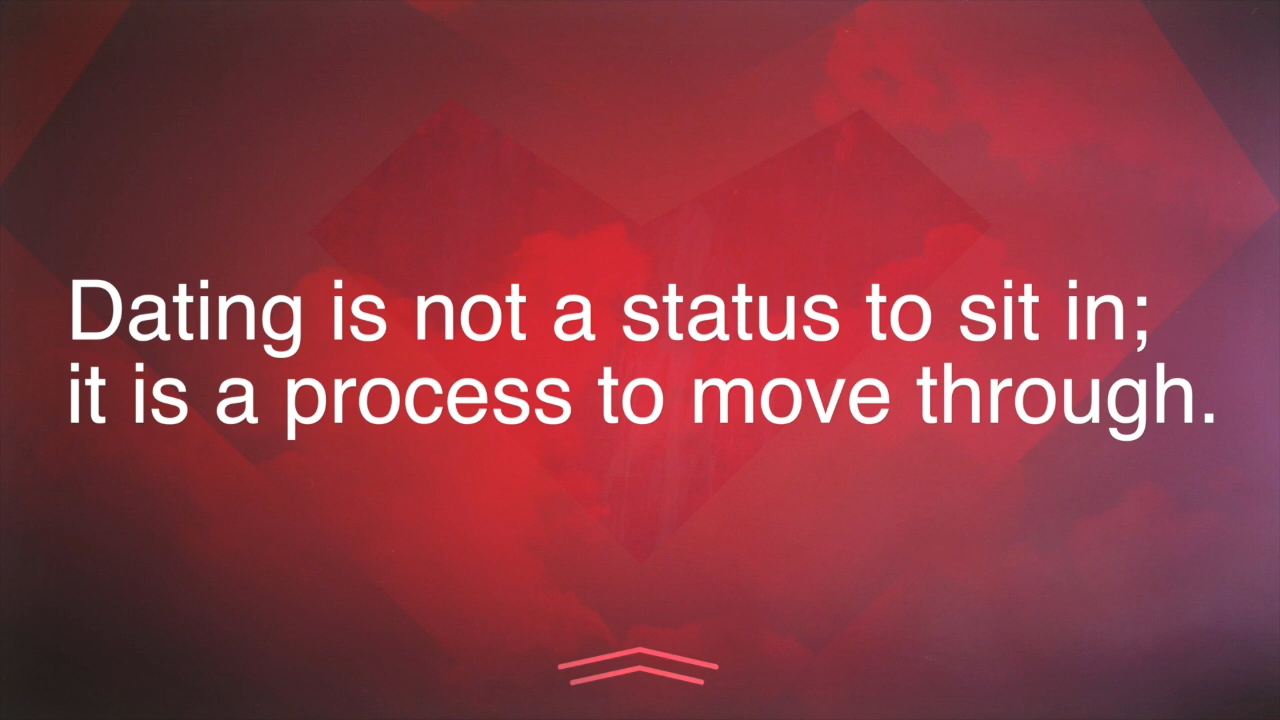 Dating is not a status to sit in;
it is a process to move through.